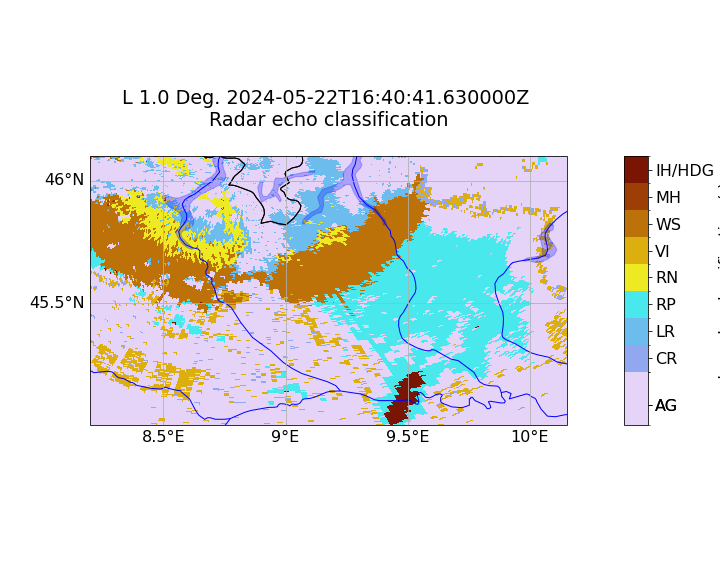 L 1.0 Deg. 2024-05-22T16:40:41.630000Z
Radar echo classification
46°N
45.5°N
8.5°E
9°E
9.5°E
10°E
IH/HDG
MH
WS
VI
RN
RP
LR
CR
AG